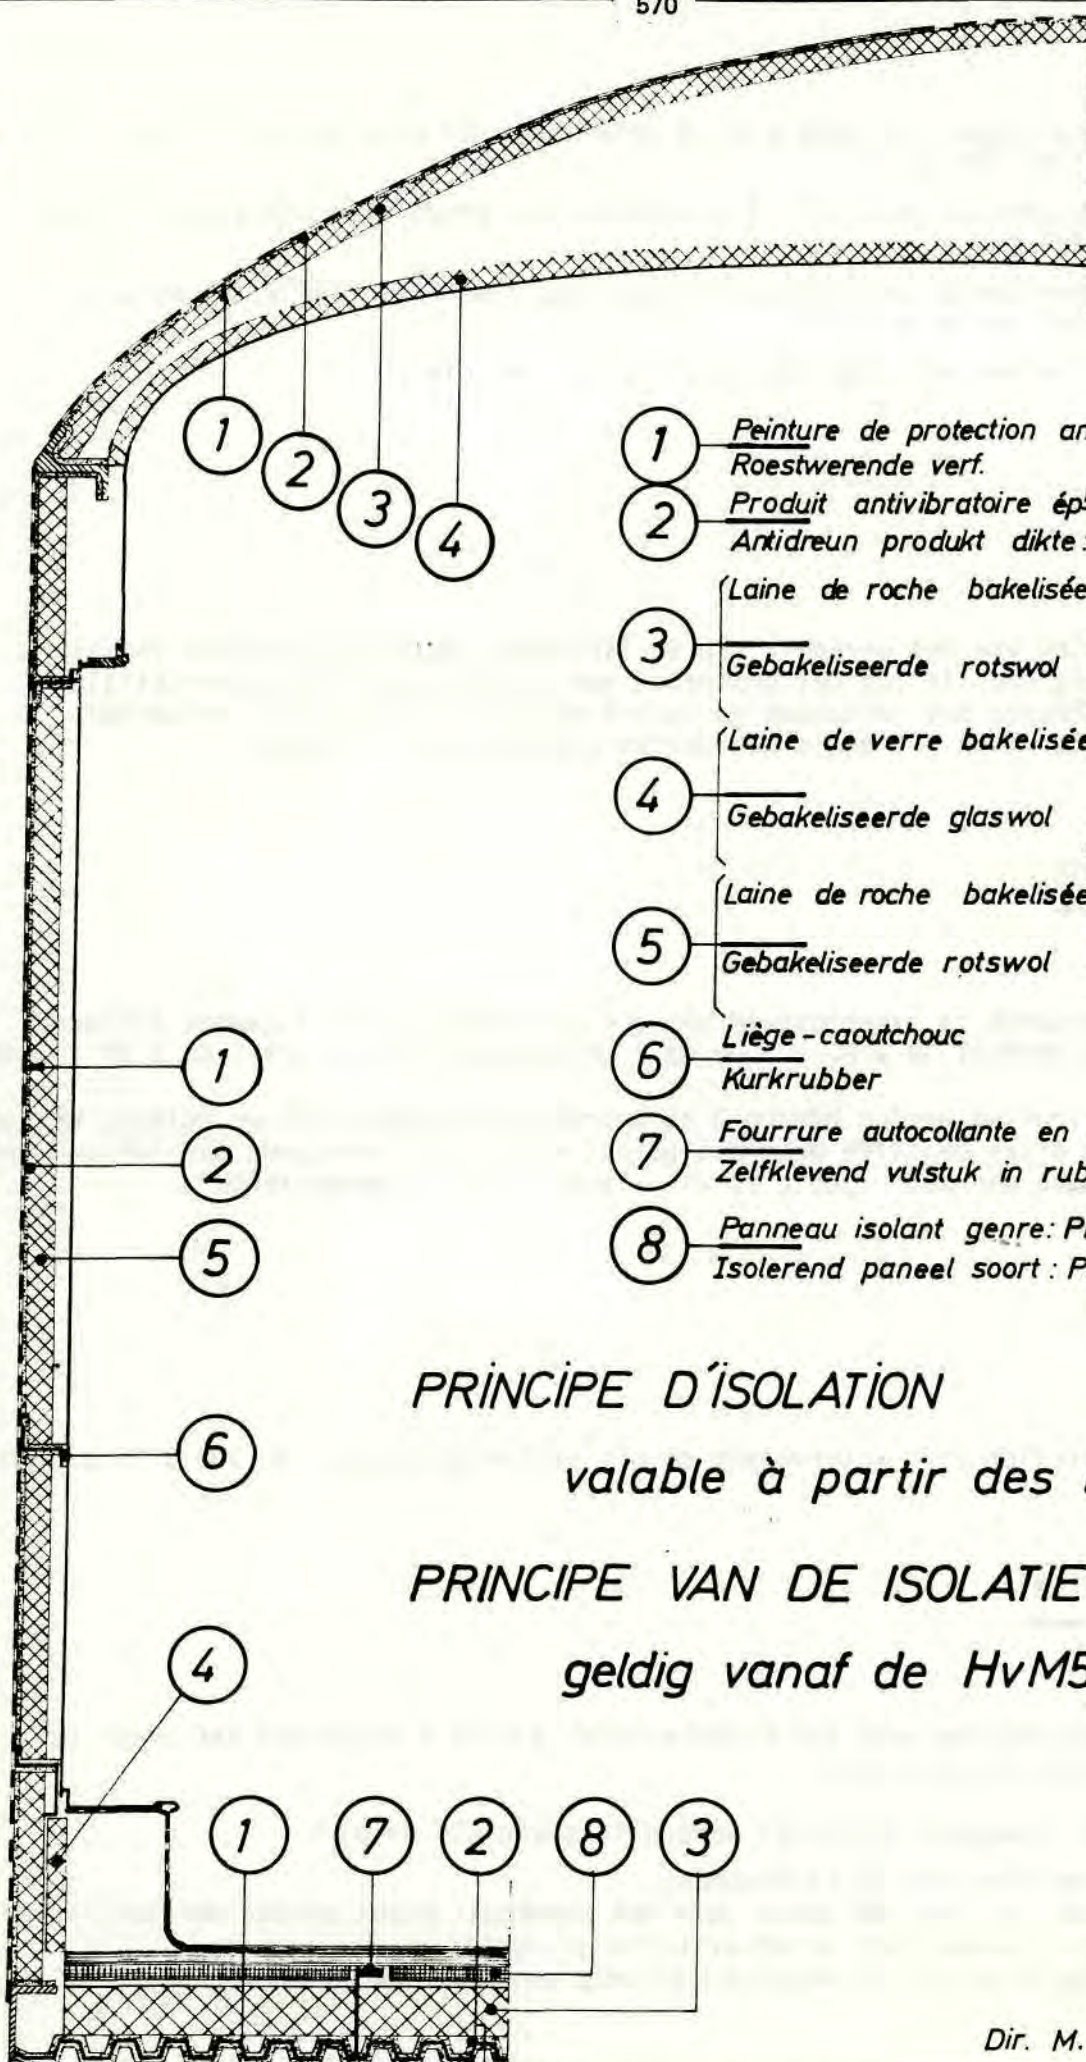 570
1
2
3
4
1 Peinture de protection
Roestwerende verf.
2 Produit antivibratoire
Antidreun produkt dikte:
3 Laine de roche bakelisée
Gebakeliseerde rotswol
4 Laine de verre bakelisée
Gebakeliseerde glaswol
5 Laine de roche bakelisée
Gebakeliseerde rotswol
6 Liège-caoutchouc
Kurkrubber
7 Fourrure autocollante en
Zelfklevend vulstuk in
8 Panneau isolant genre:
Isolerend paneel soort:
1
2
5
6
PRINCIPE D'ISOLATION
valable à partir des
PRINCIPE VAN DE ISOLATIE
geldig vanaf de HvM5
4
1 7 2 8 3
Dir. M.